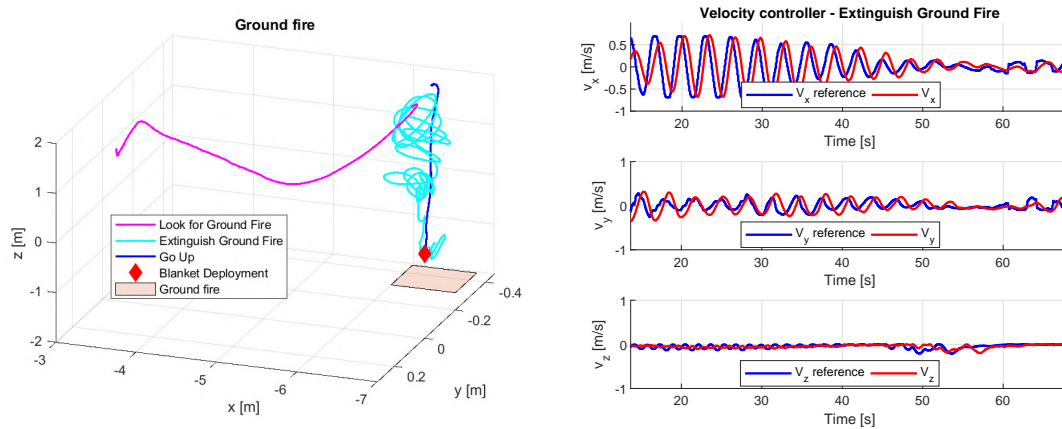 Ground fire
2
1
0
-1
-2
z [m]
-3
-4
-5
-6
-7
x [m]
0.2
0
-0.2
-0.4
y [m]
Look for Ground Fire
Extinguish Ground Fire
Go Up
Blanket Deployment
Ground fire
Velocity controller - Extinguish Ground Fire
0.5
0
-0.5
-1
v_x [m/s]
V_x reference V_x
20 30 40 50 60
Time [s]
1
0
-1
v_y [m/s]
V_y reference V_y
20 30 40 50 60
Time [s]
1
0
-1
v_z [m/s]
V_z reference V_z
20 30 40 50 60
Time [s]